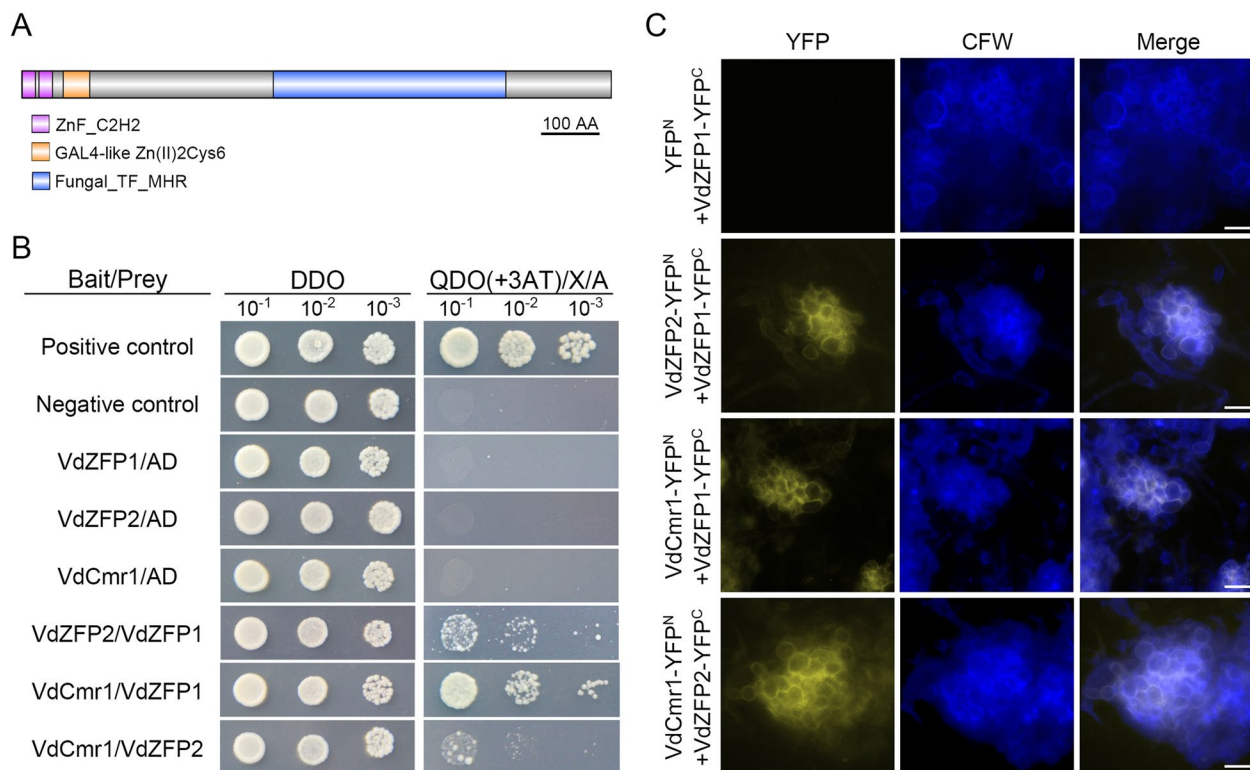 A
ZnF_C2H2
GAL4-like Zn(II)2Cys6
Fungal_TF_MHR
100 AA
B
Bait/Prey DDO QDO(+3AT)/X/A
10⁻¹ 10⁻² 10⁻³ 10⁻¹ 10⁻² 10⁻³
Positive control
Negative control
VdZFP1/AD
VdZFP2/AD
VdCmr1/AD
VdZFP2/VdZFP1
VdCmr1/VdZFP1
VdCmr1/VdZFP2
C
YFP CFW Merge
YFPᴺ
+VdZFP1-YFPᶜ
VdZFP2-YFPᴺ
+VdZFP1-YFPᶜ
VdCmr1-YFPᴺ
+VdZFP1-YFPᶜ
VdCmr1-YFPᴺ
+VdZFP2-YFPᶜ